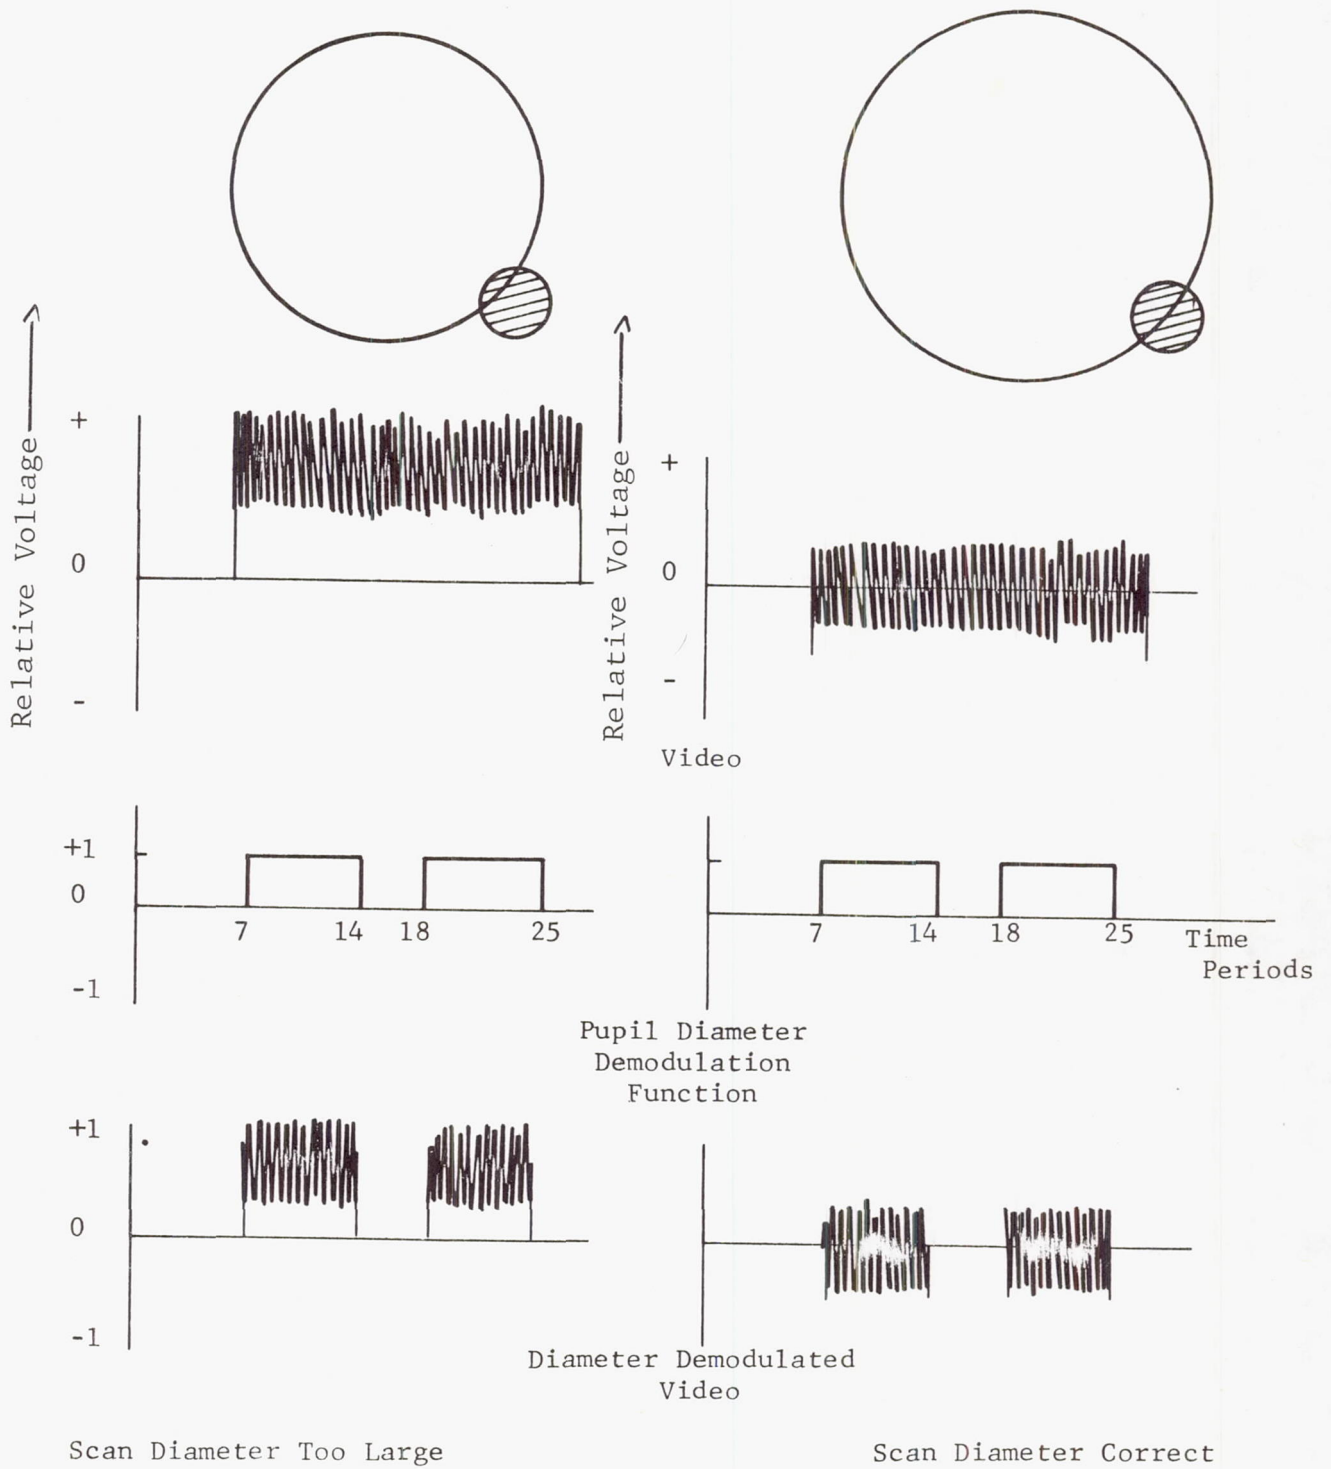 Relative Voltage
+
0
-
Relative Voltage
+
0
-
Video
+1
0
-1
7 14 18 25
7 14 18 25
Time
Periods
Pupil Diameter
Demodulation
Function
+1
0
-1
Diameter Demodulated
Video
Scan Diameter Too Large
Scan Diameter Correct